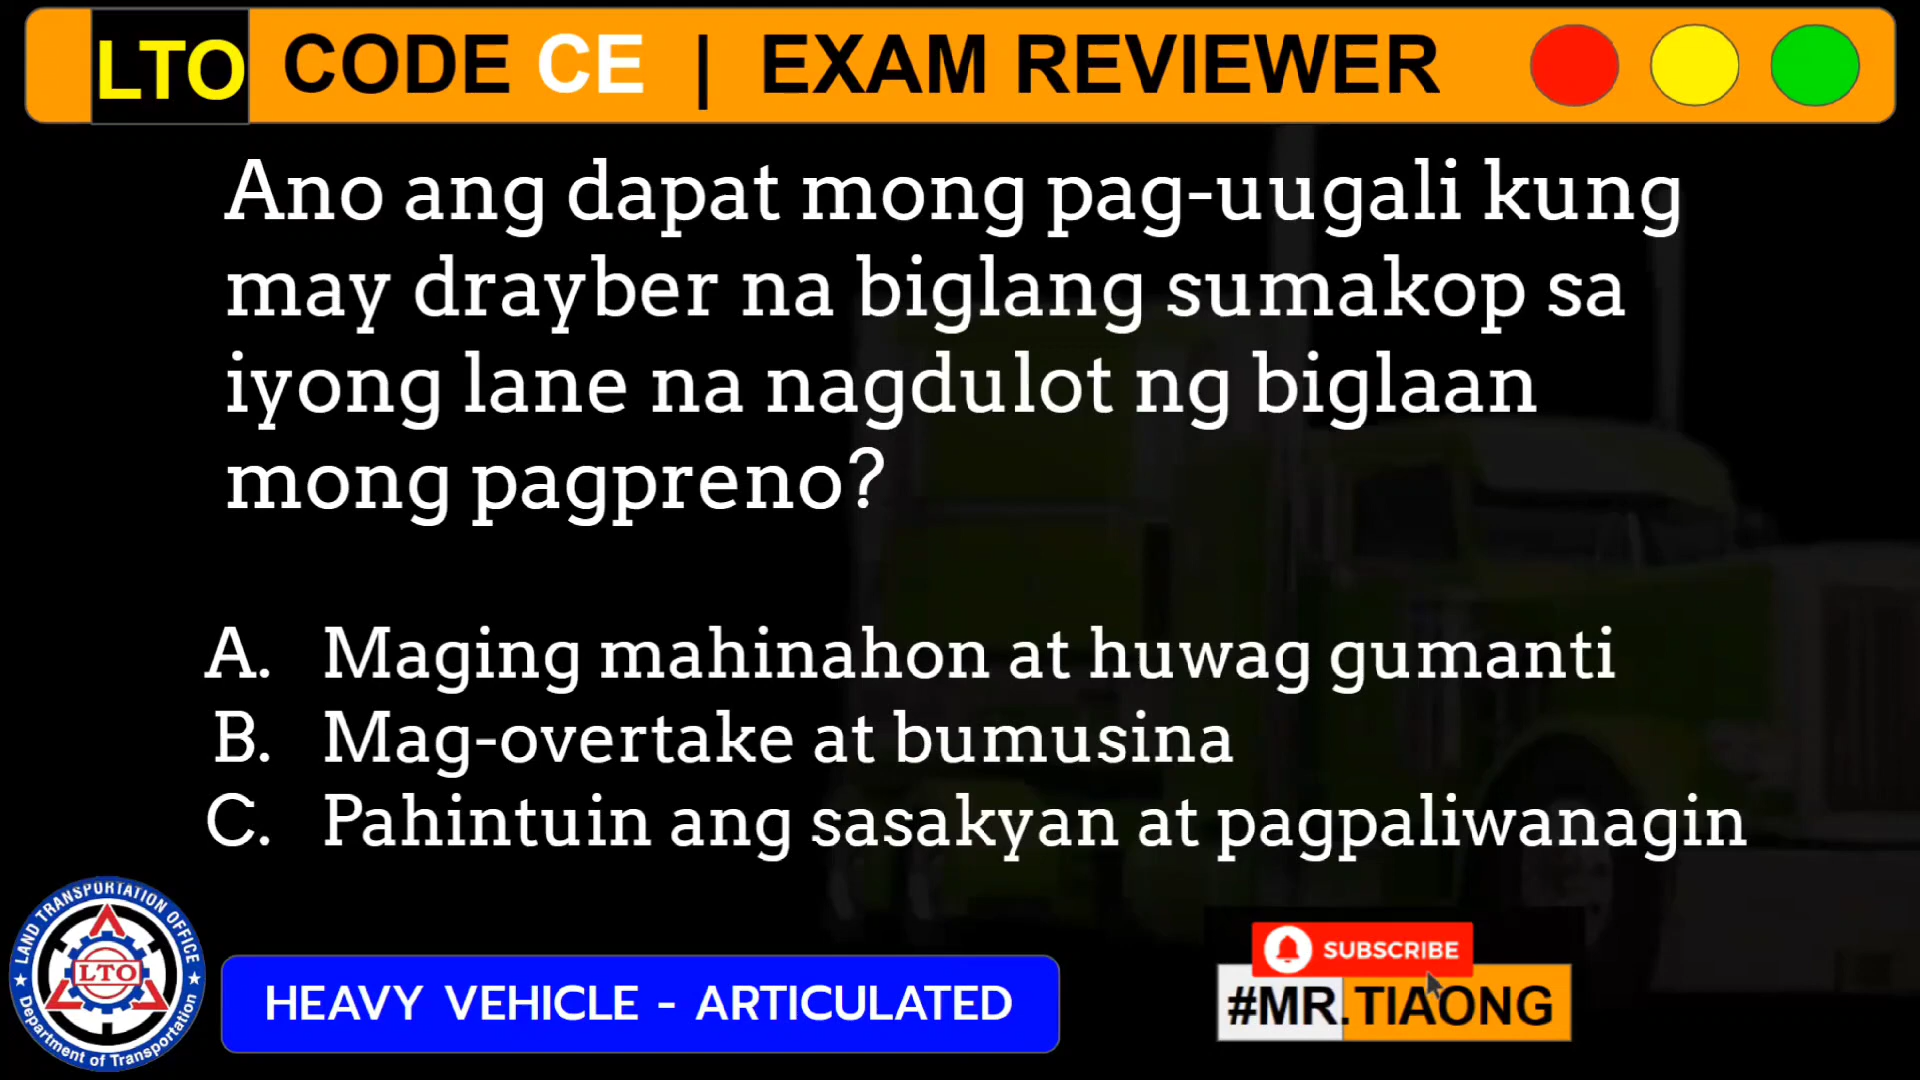 LTO CODE CE | EXAM REVIEWER
Ano ang dapat mong pag-uugali kung
may drayber na biglang sumakop sa
iyong lane na nagdulot ng biglaan
mong pagpreno?
A. Maging mahinahon at huwag gumanti
B. Mag-overtake at bumusina
C. Pahintuin ang sasakyan at pagpaliwanagin
LAND TRANSPORTATION OFFICE
LTO
Department of Transportation
HEAVY VEHICLE - ARTICULATED
SUBSCRIBE
#MR.TIAONG